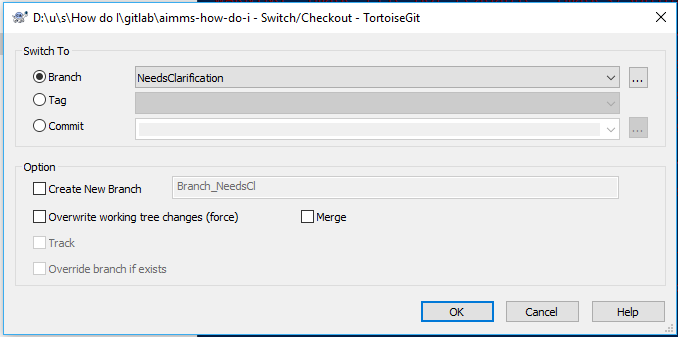 D:\u\s\How do I\gitlab\aimms-how-do-i - Switch/Checkout - TortoiseGit
Switch To
Branch NeedsClarification ...
Tag
Commit ...
Option
Create New Branch Branch_NeedsCl
Overwrite working tree changes (force) Merge
Track
Override branch if exists
OK Cancel Help